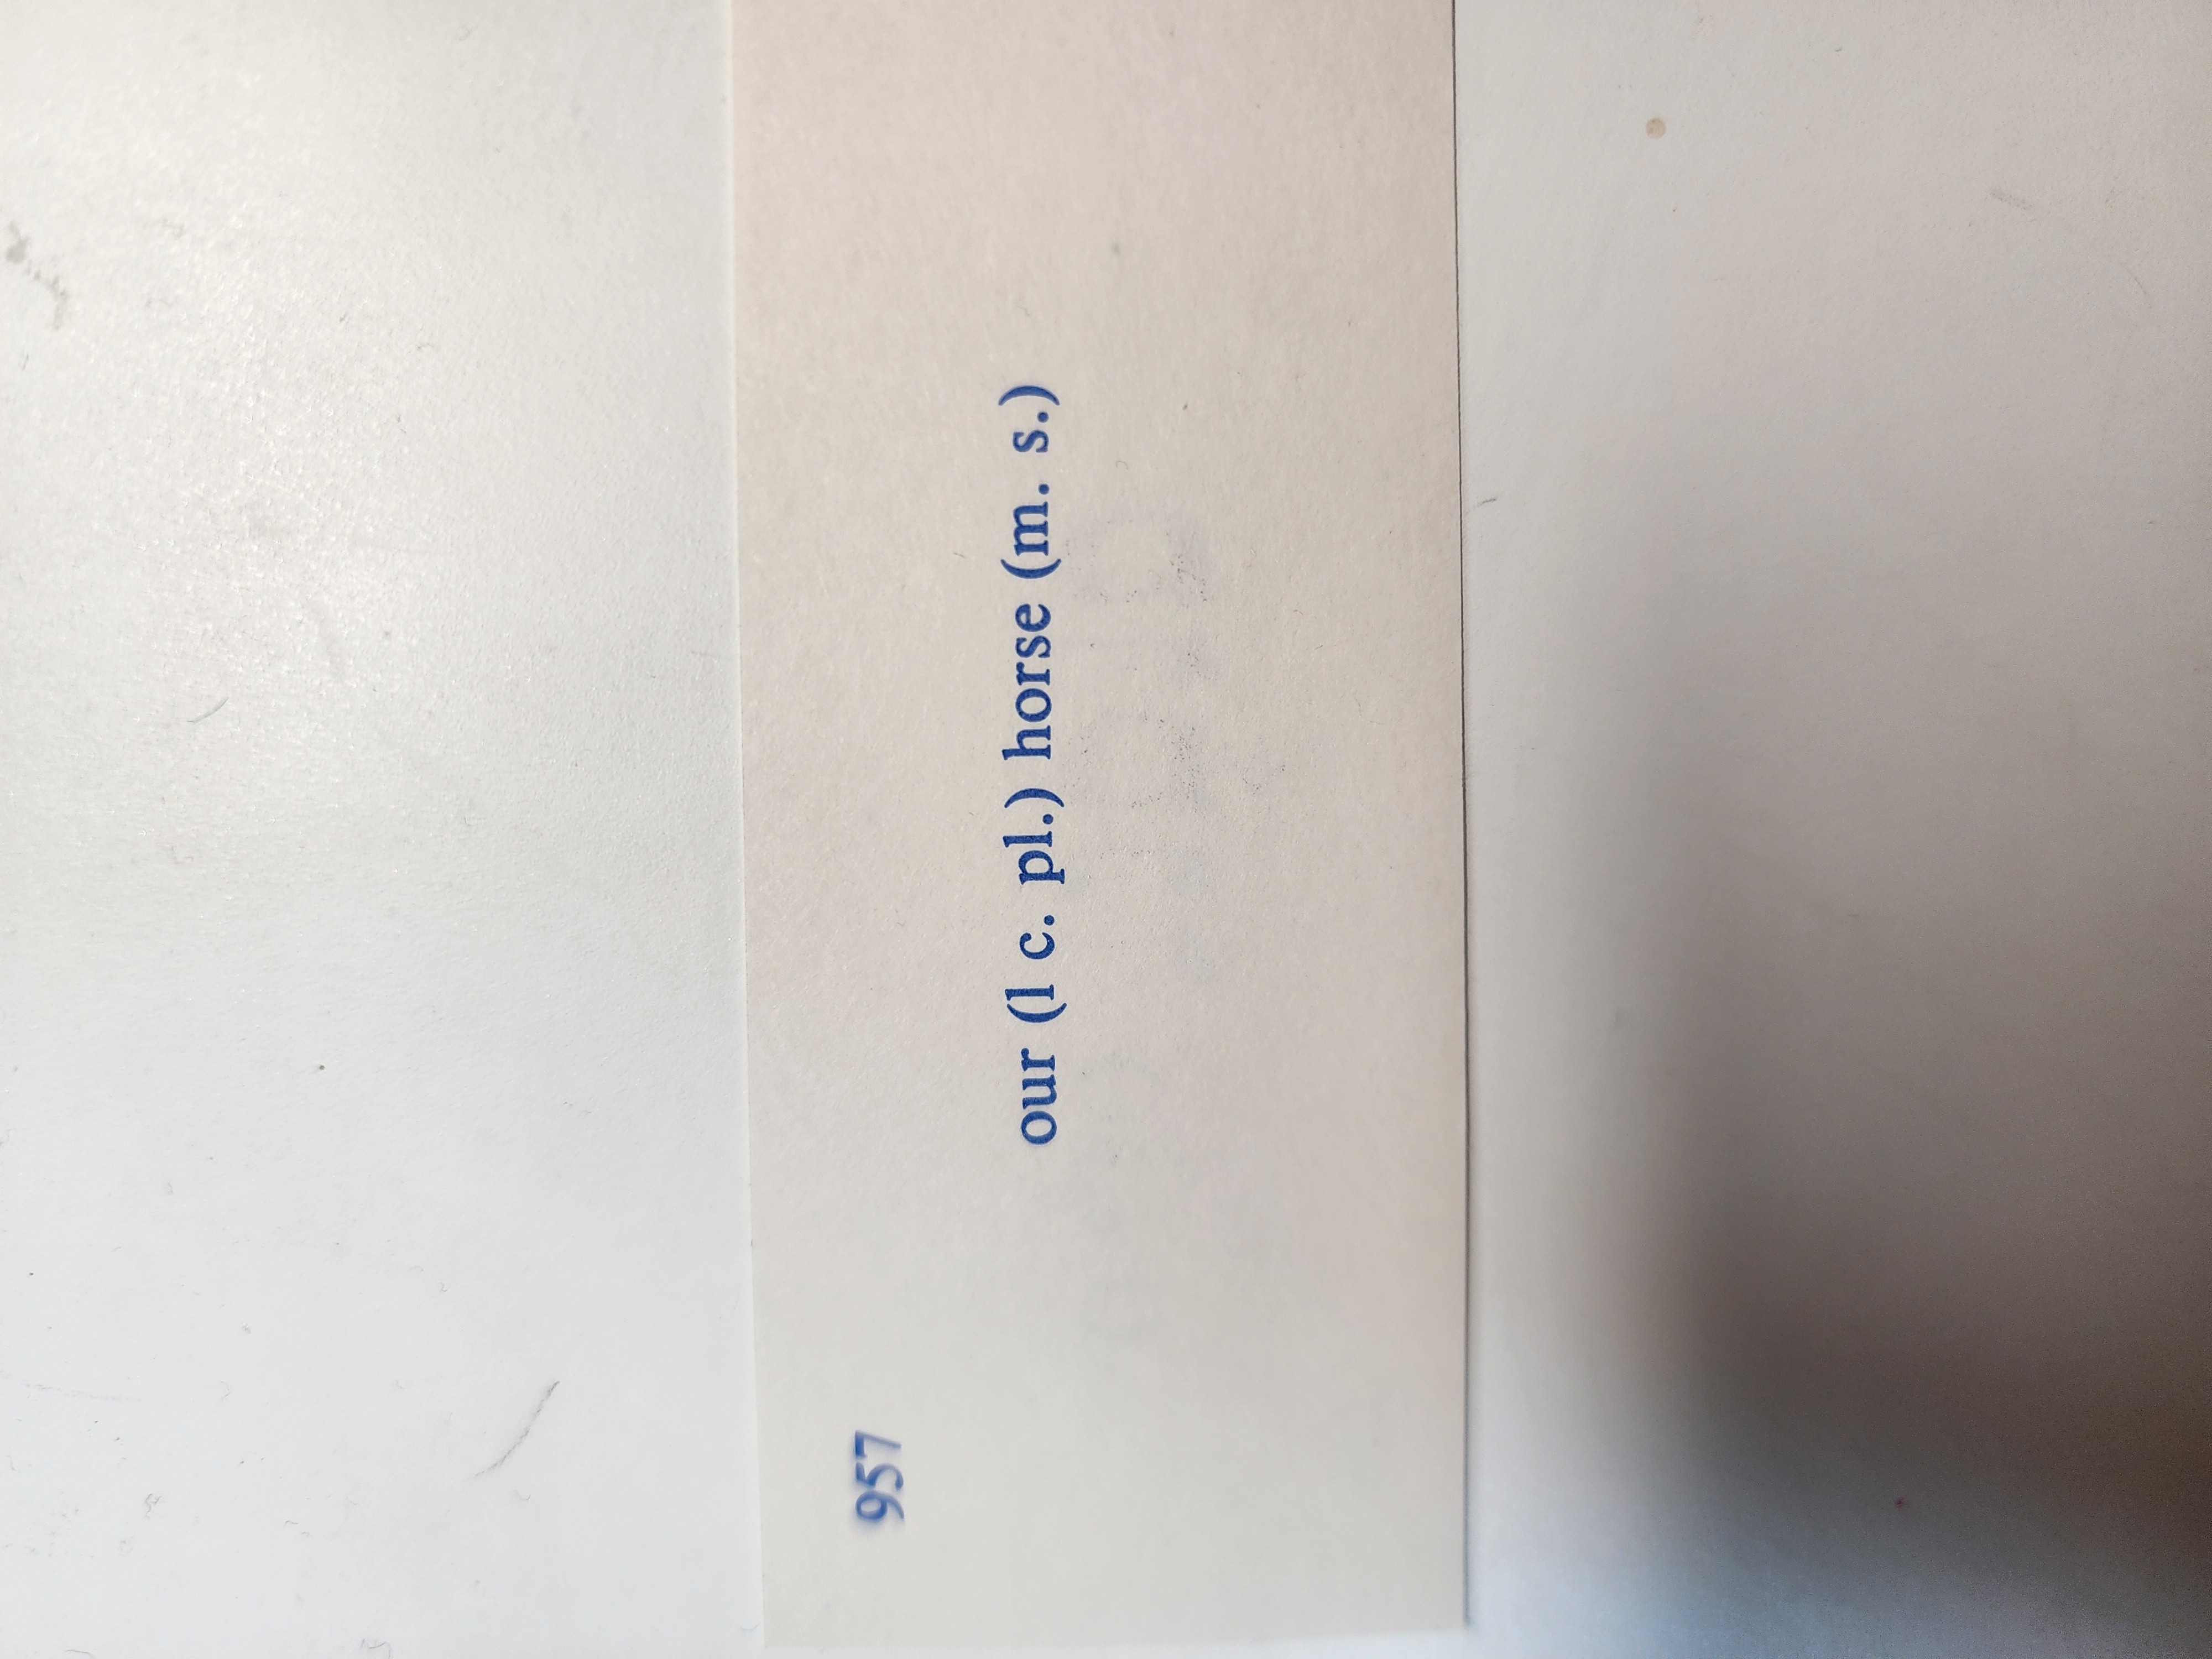 957
our (1 c. pl.) horse (m. s.)